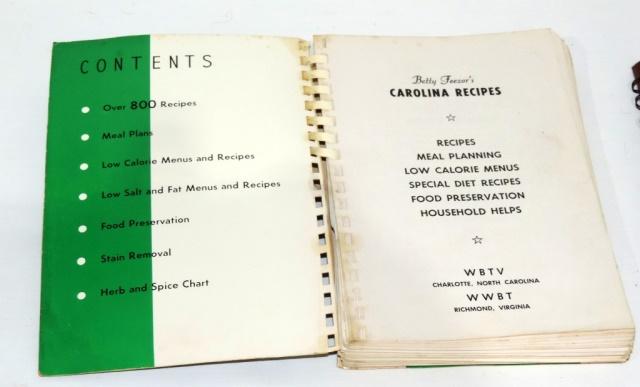 CONTENTS
Over 800 Recipes
Meal Plans
Low Calorie Menus and Recipes
Low Salt and Fat Menus and Recipes
Food Preservation
Stain Removal
Herb and Spice Chart
Betty Feezor's
CAROLINA RECIPES
RECIPES
MEAL PLANNING
LOW CALORIE MENUS
SPECIAL DIET RECIPES
FOOD PRESERVATION
HOUSEHOLD HELPS
WBTV
CHARLOTTE, NORTH CAROLINA
WWBT
RICHMOND, VIRGINIA